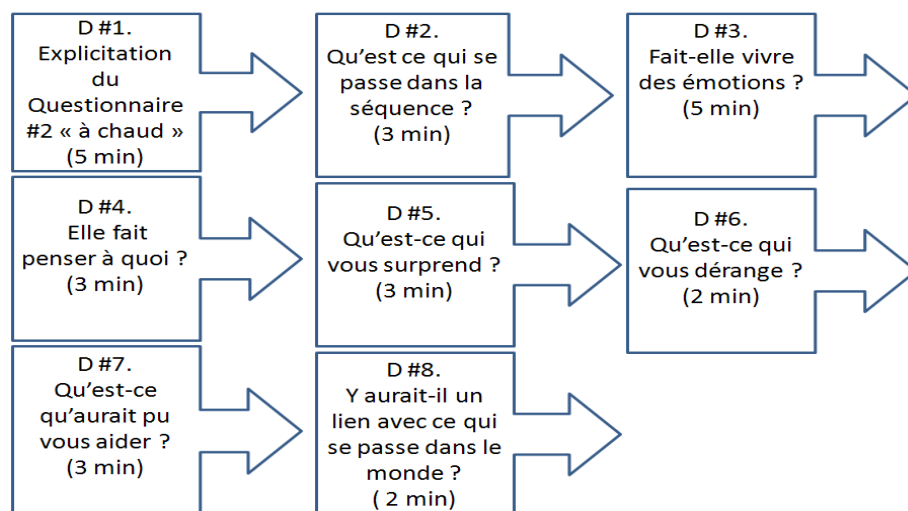 D #1.
Explicitation
du
Questionnaire
#2 « à chaud »
(5 min)
D #2.
Qu’est ce qui se
passe dans la
séquence ?
(3 min)
D #3.
Fait-elle vivre
des émotions ?
(5 min)
D #4.
Elle fait
penser à quoi ?
(3 min)
D #5.
Qu’est-ce qui
vous surprend ?
(3 min)
D #6.
Qu’est-ce qui
vous dérange ?
(2 min)
D #7.
Qu’est-ce
qu’aurait pu
vous aider ?
(3 min)
D #8.
Y aurait-il un
lien avec ce qui
se passe dans le
monde ?
( 2 min)